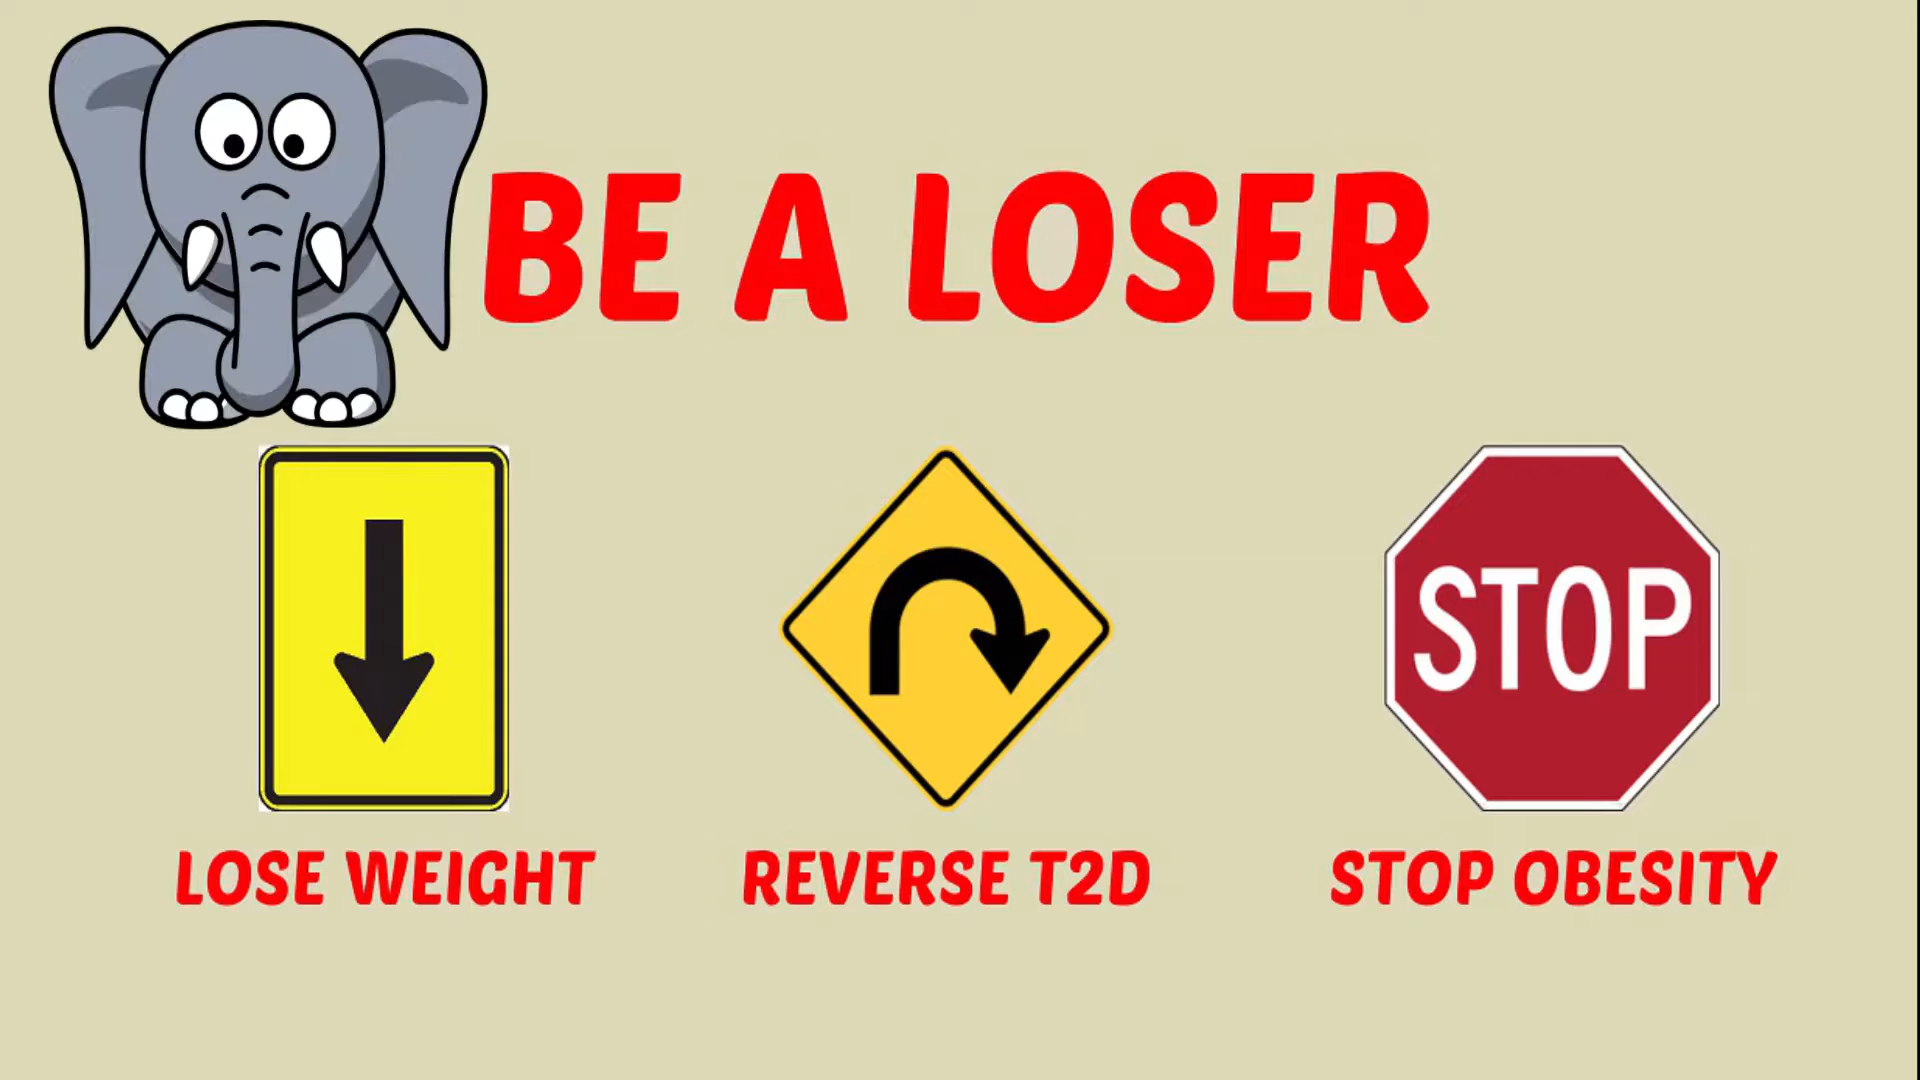 BE A LOSER
STOP
LOSE WEIGHT
REVERSE T2D
STOP OBESITY